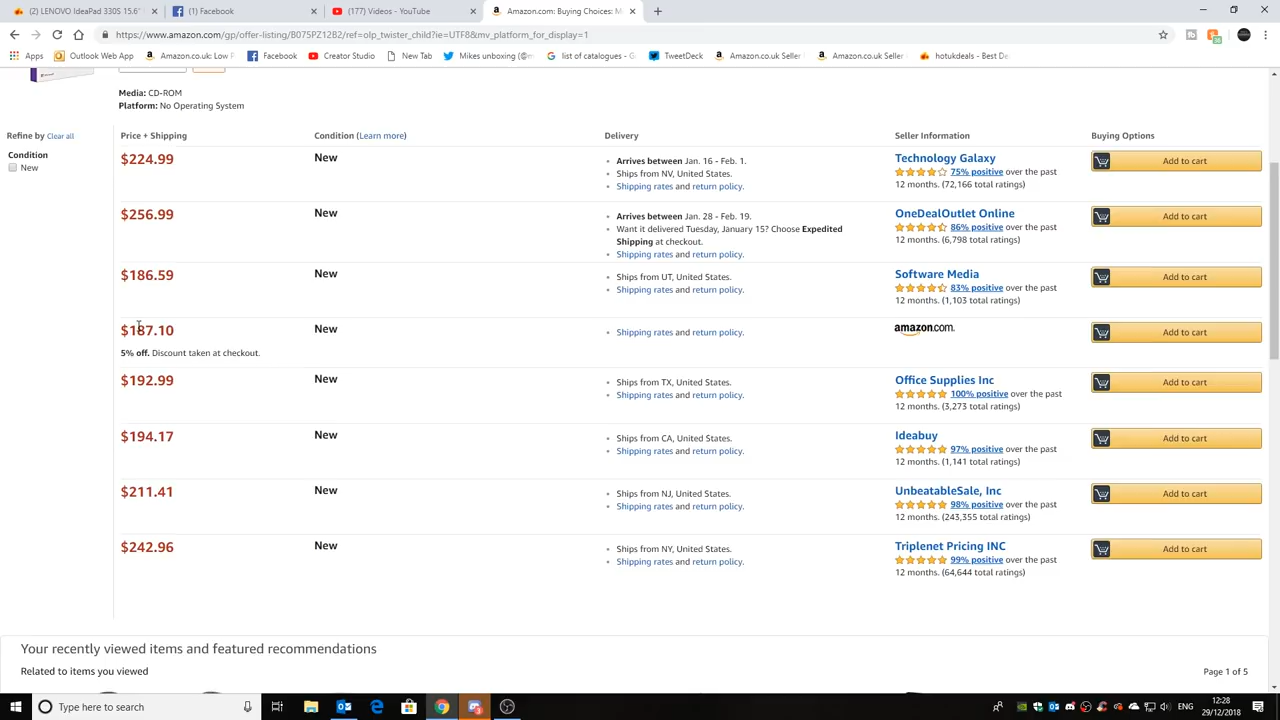 (2) LENOVO IdeaPad 330S 15.6"
Facebook
(177) Videos - YouTube
Amazon.com: Buying Choices: M
https://www.amazon.com/gp/offer-listing/B075PZ12B2/ref=olp_twister_child?ie=UTF8&mv_platform_for_display=1
Apps Outlook Web App Amazon.co.uk: Low P Facebook Creator Studio New Tab Mikes unboxing (@m list of catalogues - G TweetDeck Amazon.co.uk Seller Amazon.co.uk Seller hotukdeals - Best De
Media: CD-ROM
Platform: No Operating System
Refine by Clear all
Condition
New
Price + Shipping Condition (Learn more) Delivery Seller Information Buying Options
$224.99 New
Arrives between Jan. 16 - Feb. 1.
Ships from NV, United States.
Shipping rates and return policy.
Technology Galaxy
75% positive over the past
12 months. (72,166 total ratings)
Add to cart
$256.99 New
Arrives between Jan. 28 - Feb. 19.
Want it delivered Tuesday, January 15? Choose Expedited
Shipping at checkout.
Shipping rates and return policy.
OneDealOutlet Online
86% positive over the past
12 months. (6,798 total ratings)
Add to cart
$186.59 New
Ships from UT, United States.
Shipping rates and return policy.
Software Media
83% positive over the past
12 months. (1,103 total ratings)
Add to cart
$187.10 New
5% off. Discount taken at checkout.
Shipping rates and return policy.
amazon.com.
Add to cart
$192.99 New
Ships from TX, United States.
Shipping rates and return policy.
Office Supplies Inc
100% positive over the past
12 months. (3,273 total ratings)
Add to cart
$194.17 New
Ships from CA, United States.
Shipping rates and return policy.
Ideabuy
97% positive over the past
12 months. (1,141 total ratings)
Add to cart
$211.41 New
Ships from NJ, United States.
Shipping rates and return policy.
UnbeatableSale, Inc
98% positive over the past
12 months. (243,355 total ratings)
Add to cart
$242.96 New
Ships from NY, United States.
Shipping rates and return policy.
Triplenet Pricing INC
99% positive over the past
12 months. (64,644 total ratings)
Add to cart
Your recently viewed items and featured recommendations
Related to items you viewed
Page 1 of 5
Type here to search
ENG
12:28
29/12/2018